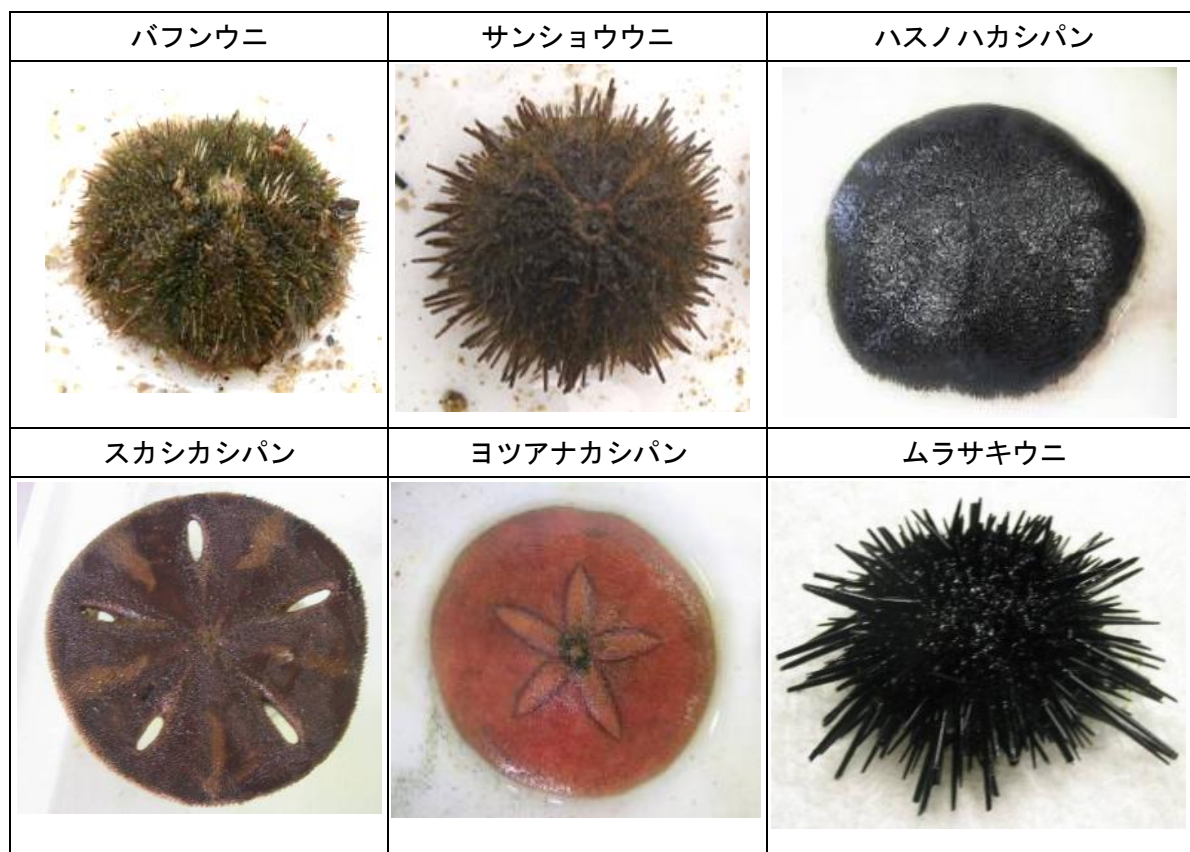 バフンウニ
サンショウウニ
ハスノハカシパン
スカシカシパン
ヨツアナカシパン
ムラサキウニ